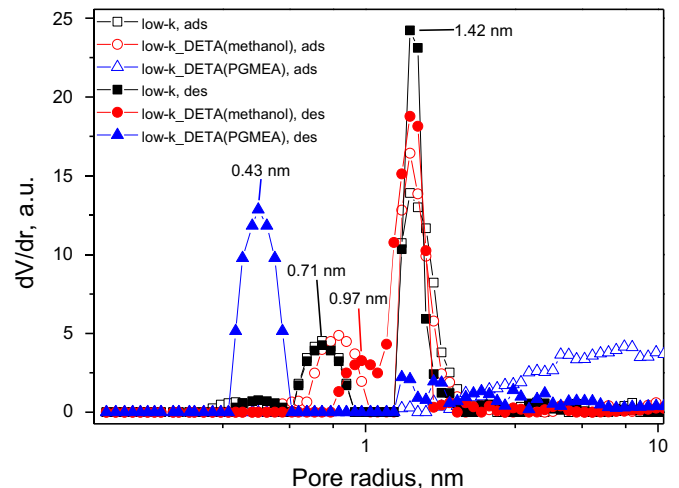 low-k, ads
low-k_DETA(methanol), ads
low-k_DETA(PGMEA), ads
low-k, des
low-k_DETA(methanol), des
low-k_DETA(PGMEA), des
1.42 nm
0.43 nm
0.71 nm
0.97 nm
25
20
15
10
5
0
dV/dr, a.u.
1
10
Pore radius, nm